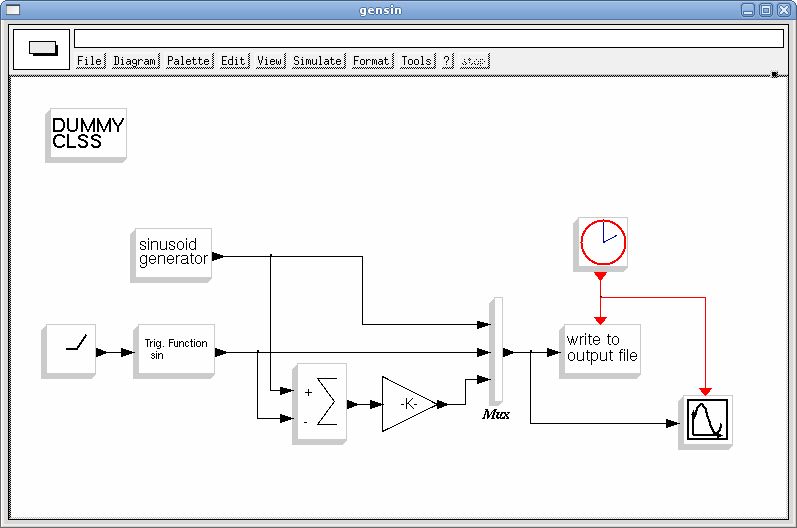 gensin
File Diagram Palette Edit View Simulate Format Tools ? stop
DUMMY
CLSS
sinusoid
generator
Trig. Function
sin
+
-
-K-
Mux
write to
output file